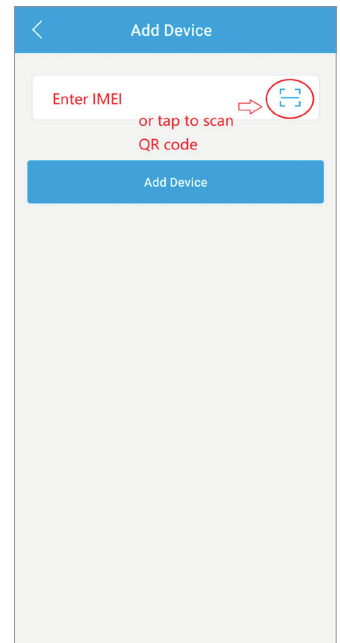 Add Device
Enter IMEI
or tap to scan
QR code
Add Device